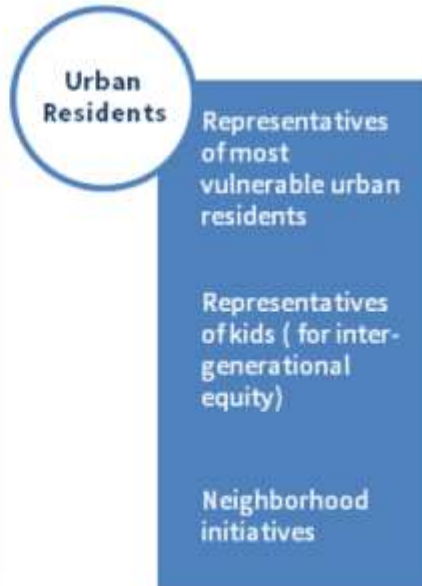 Urban
Residents
Representatives
of most
vulnerable urban
residents
Representatives
of kids ( for inter-
generational
equity)
Neighborhood
initiatives